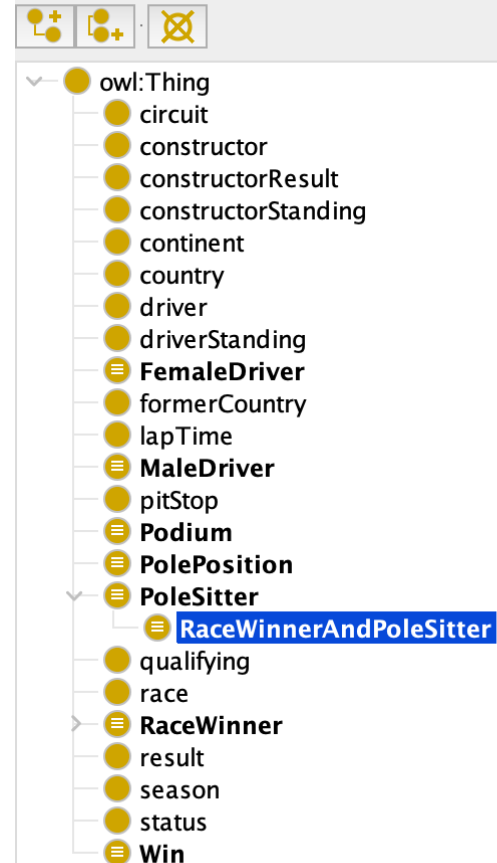 owl:Thing
circuit
constructor
constructorResult
constructorStanding
continent
country
driver
driverStanding
FemaleDriver
formerCountry
lapTime
MaleDriver
pitStop
Podium
PolePosition
PoleSitter
RaceWinnerAndPoleSitter
qualifying
race
RaceWinner
result
season
status
Win